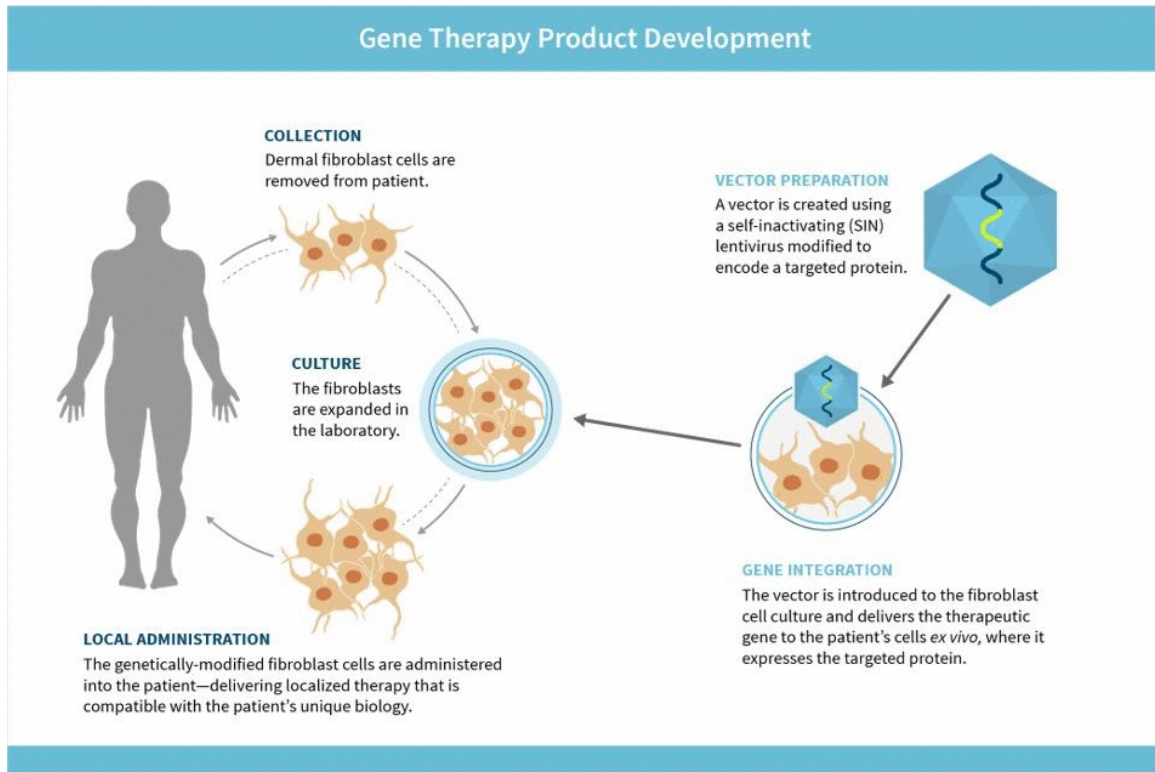 Gene Therapy Product Development
COLLECTION
Dermal fibroblast cells are
removed from patient.
VECTOR PREPARATION
A vector is created using
a self-inactivating (SIN)
lentivirus modified to
encode a targeted protein.
CULTURE
The fibroblasts
are expanded in
the laboratory.
GENE INTEGRATION
The vector is introduced to the fibroblast
cell culture and delivers the therapeutic
gene to the patient’s cells ex vivo, where it
expresses the targeted protein.
LOCAL ADMINISTRATION
The genetically-modified fibroblast cells are administered
into the patient—delivering localized therapy that is
compatible with the patient’s unique biology.